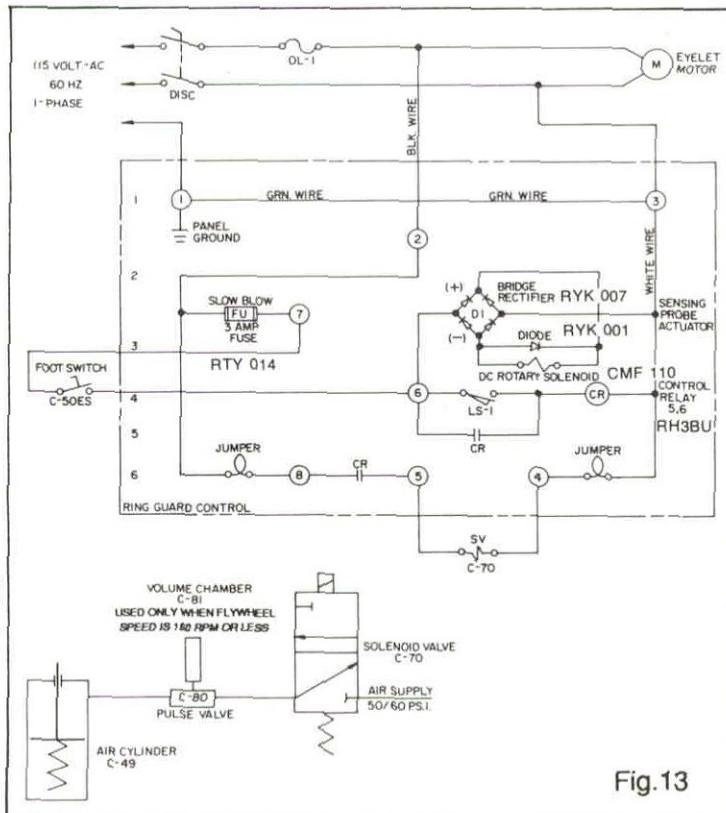 115 VOLT-AC
60 HZ
1-PHASE
DISC
OL-1
M
EYELET
MOTOR
BLK WIRE
1
1
GRN. WIRE
GRN. WIRE
3
PANEL
GROUND
2
WHITE WIRE
2
(+)
BRIDGE
RECTIFIER
RYK 007
D1
(-)
SENSING
PROBE
ACTUATOR
SLOW BLOW
FU
3 AMP
FUSE
7
DIODE
RYK 001
3
RTY 014
DC ROTARY SOLENOID
CMF 110
FOOT SWITCH
C-50ES
4
6
LS-1
CR
CONTROL
RELAY
5,6
RH3BU
5
CR
JUMPER
JUMPER
6
8
CR
5
4
RING GUARD CONTROL
SV
C-70
VOLUME CHAMBER
C-81
USED ONLY WHEN FLYWHEEL
SPEED IS 180 RPM OR LESS
SOLENOID VALVE
C-70
C-80
PULSE VALVE
AIR SUPPLY
50/60 P.S.I.
AIR CYLINDER
C-49
Fig.13